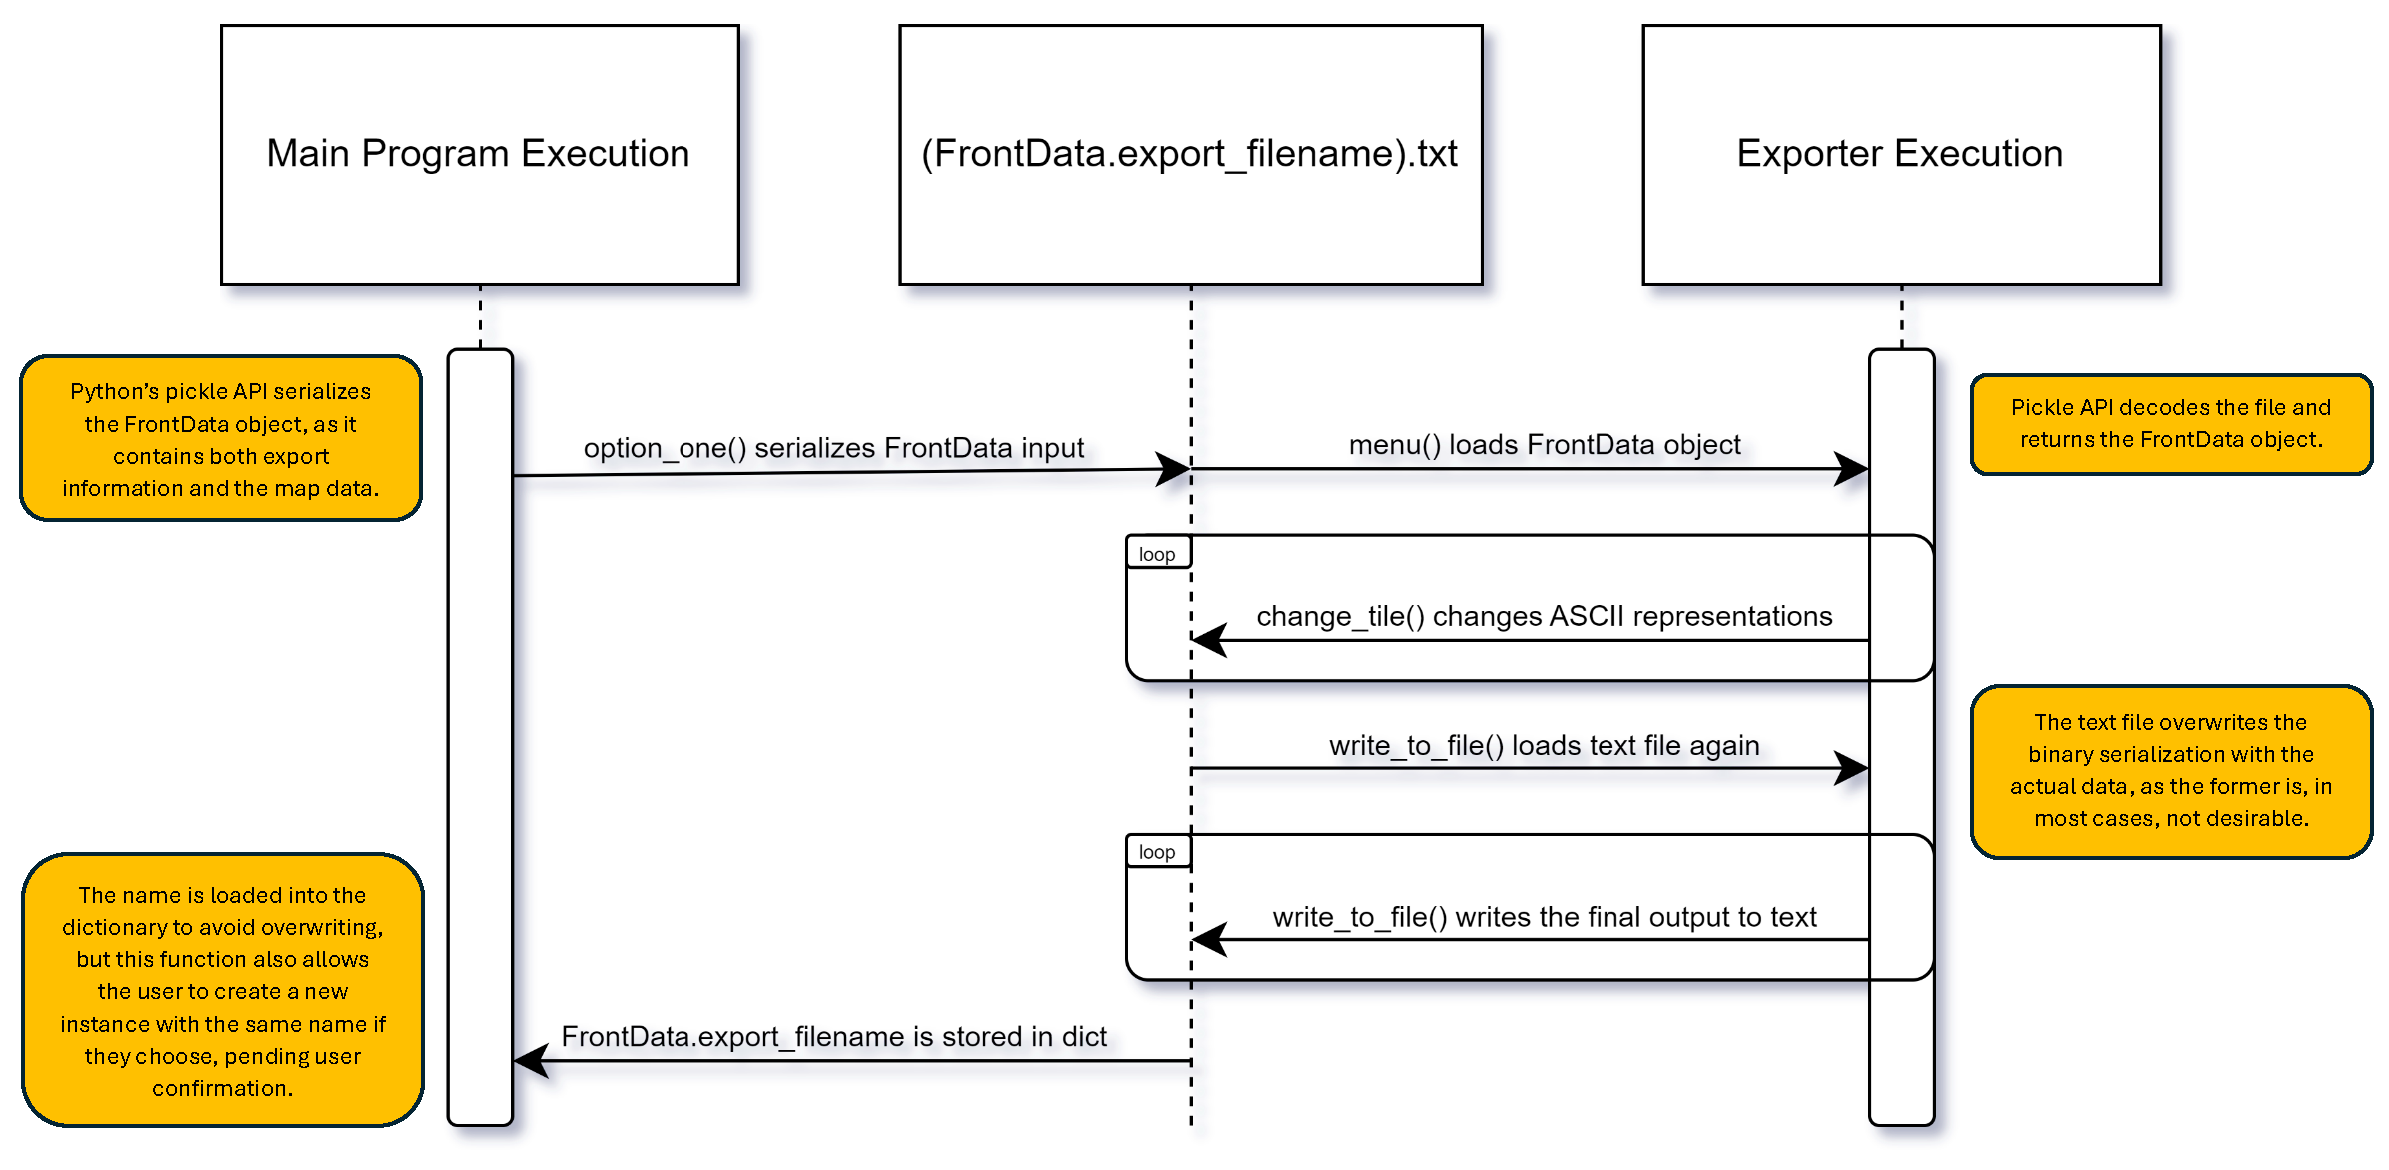 Main Program Execution
(FrontData.export_filename).txt
Exporter Execution
Python’s pickle API serializes
the FrontData object, as it
contains both export
information and the map data.
option_one() serializes FrontData input
menu() loads FrontData object
Pickle API decodes the file and
returns the FrontData object.
loop
change_tile() changes ASCII representations
write_to_file() loads text file again
The text file overwrites the
binary serialization with the
actual data, as the former is, in
most cases, not desirable.
loop
write_to_file() writes the final output to text
The name is loaded into the
dictionary to avoid overwriting,
but this function also allows
the user to create a new
instance with the same name if
they choose, pending user
confirmation.
FrontData.export_filename is stored in dict